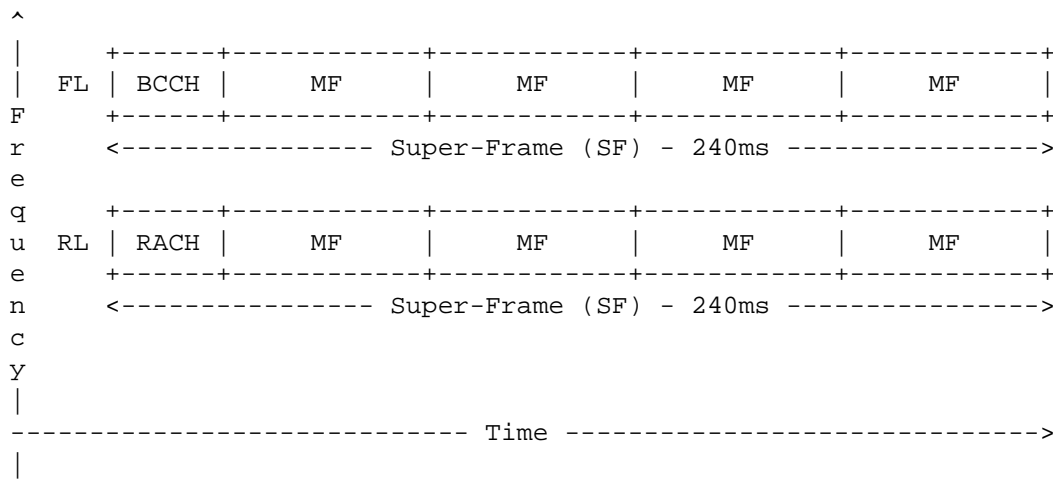 ^
|     +------+------------+------------+------------+------------+
|  FL | BCCH |     MF     |     MF     |     MF     |     MF     |
F     +------+------------+------------+------------+------------+
r     <---------------- Super-Frame (SF) - 240ms ---------------->
e
q     +------+------------+------------+------------+------------+
u  RL | RACH |     MF     |     MF     |     MF     |     MF     |
e     +------+------------+------------+------------+------------+
n     <---------------- Super-Frame (SF) - 240ms ---------------->
c
y
|
----------------------------- Time ------------------------------>
|